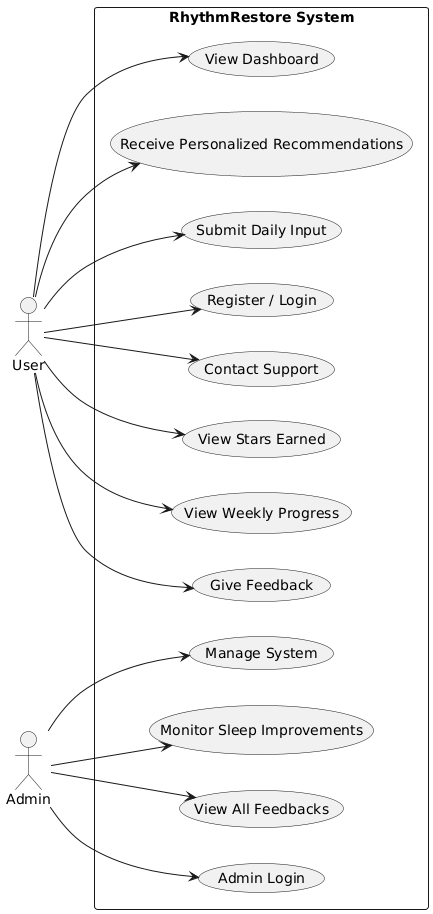 RhythmRestore System
View Dashboard
Receive Personalized Recommendations
Submit Daily Input
Register / Login
User
Contact Support
View Stars Earned
View Weekly Progress
Give Feedback
Manage System
Monitor Sleep Improvements
Admin
View All Feedbacks
Admin Login